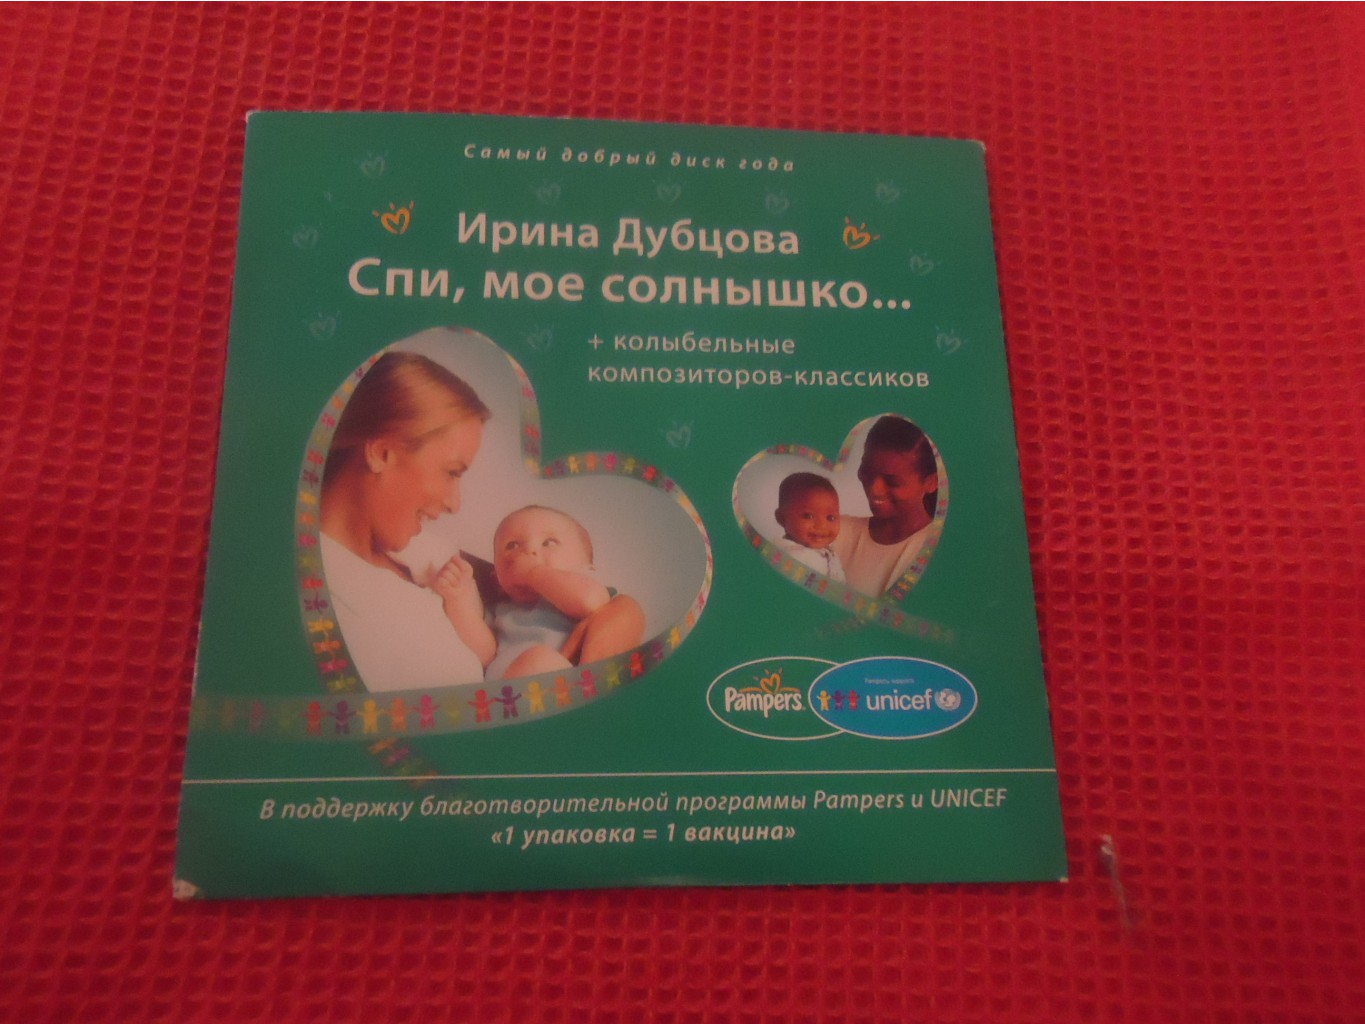 Самый добрый диск года
Ирина Дубцова
Спи, мое солнышко...
+ колыбельные
композиторов-классиков
Pampers
unicef
В поддержку благотворительной программы Pampers и UNICEF
«1 упаковка = 1 вакцина»